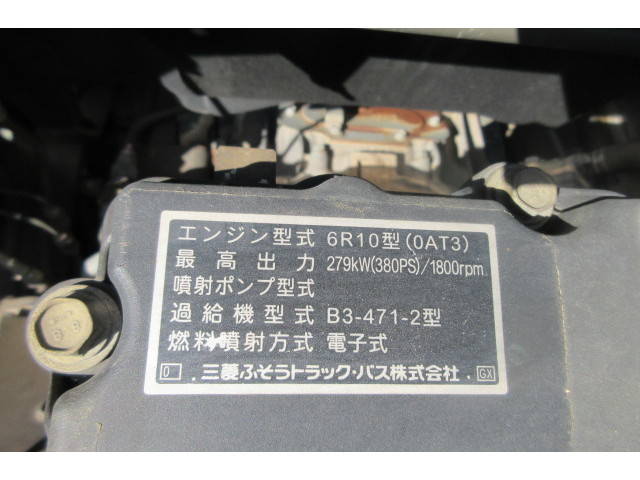 エンジン型式 6R10型(0AT3)
最高出力 279kW(380PS)/1800rpm
噴射ポンプ型式
過給機型式 B3-471-2型
燃料噴射方式 電子式
0 三菱ふそうトラック・バス株式会社 GX